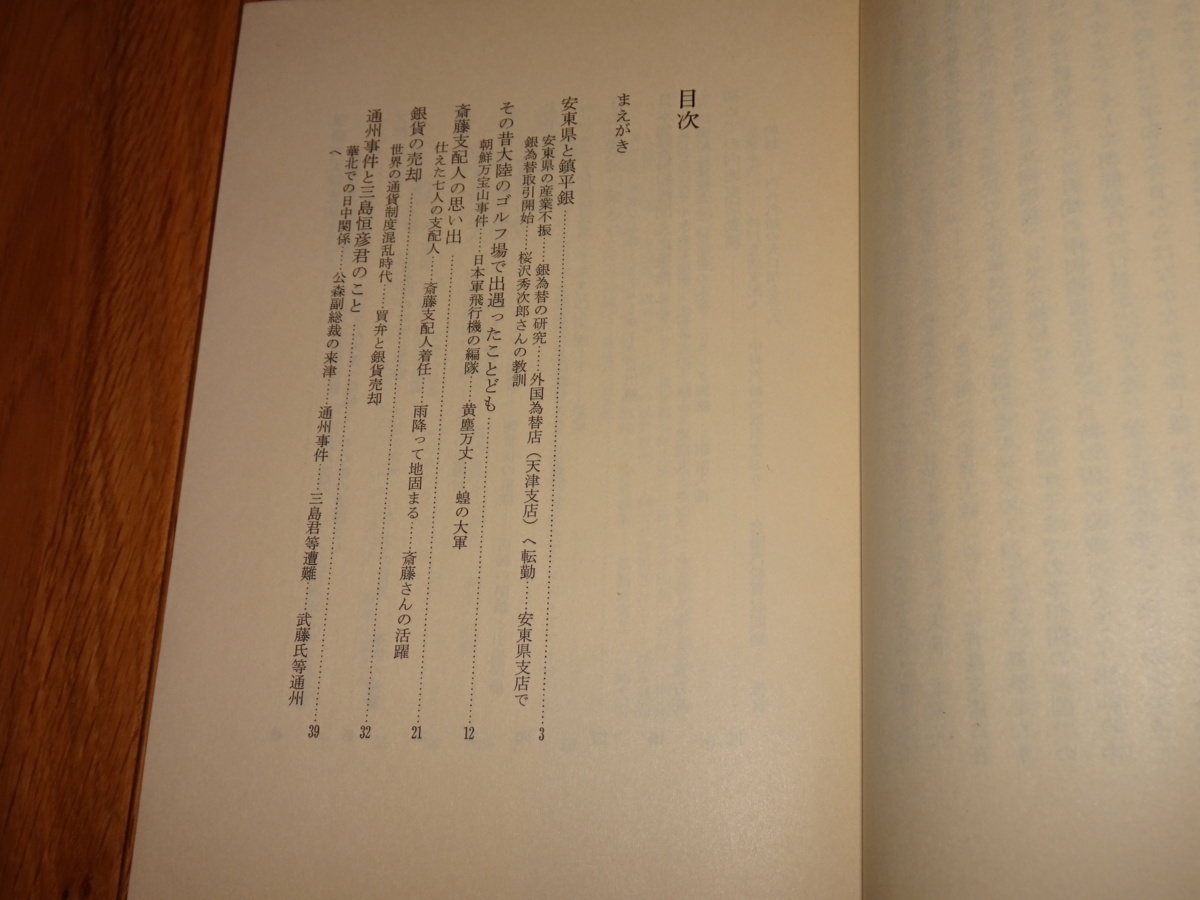 目次
まえがき
安東県と鎮平銀……3
安東県の産業不振……銀為替の研究……外国為替店（天津支店）へ転勤……安東県支店で
銀為替取引開始……桜沢秀次郎さんの教訓
その昔大陸のゴルフ場で出遇ったことども……12
朝鮮万宝山事件……日本軍飛行機の編隊……黄塵万丈……蝗の大軍
斎藤支配人の思い出……21
仕えた七人の支配人……斎藤支配人着任……雨降って地固まる……斎藤さんの活躍
銀貨の売却……32
世界の通貨制度混乱時代……買弁と銀貨売却
通州事件と三島恒彦君のこと……39
華北での日中関係……公森副総裁の来津……通州事件……三島君等遭難……武藤氏等通州
へ